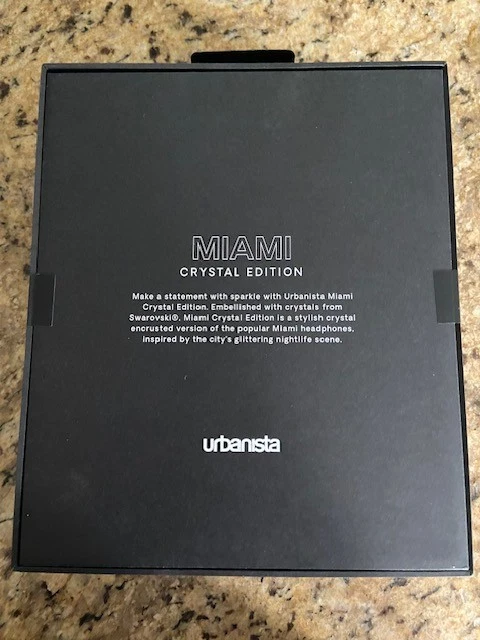 MIAMI
CRYSTAL EDITION
Make a statement with sparkle with Urbanista Miami
Crystal Edition. Embellished with crystals from
Swarovski®. Miami Crystal Edition is a stylish crystal
encrusted version of the popular Miami headphones,
inspired by the city's glittering nightlife scene.
urbanista